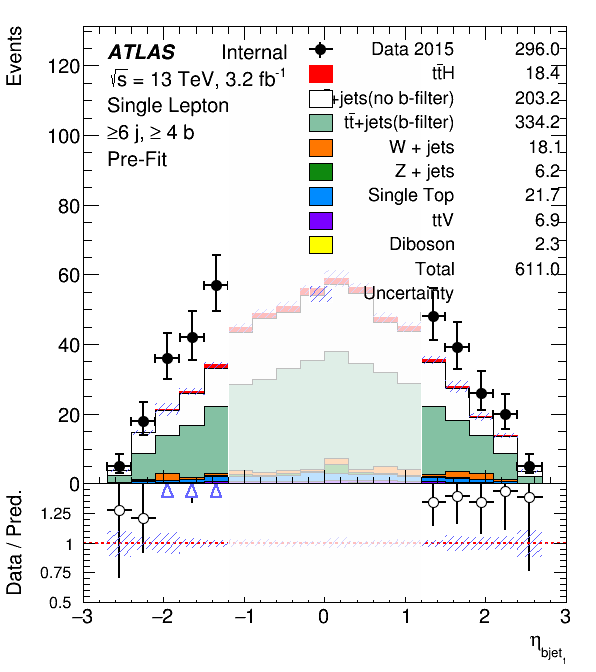 Events
ATLAS Internal
√s = 13 TeV, 3.2 fb⁻¹
Single Lepton
≥6 j, ≥ 4 b
Pre-Fit
Data 2015 296.0
tt̄H 18.4
+jets(no b-filter) 203.2
tt̄+jets(b-filter) 334.2
W + jets 18.1
Z + jets 6.2
Single Top 21.7
ttV 6.9
Diboson 2.3
Total 611.0
Uncertainty
120
100
80
60
40
20
0
Data / Pred.
1.25
1
0.75
0.5
−3 −2 −1 0 1 2 3
η_bjet₁